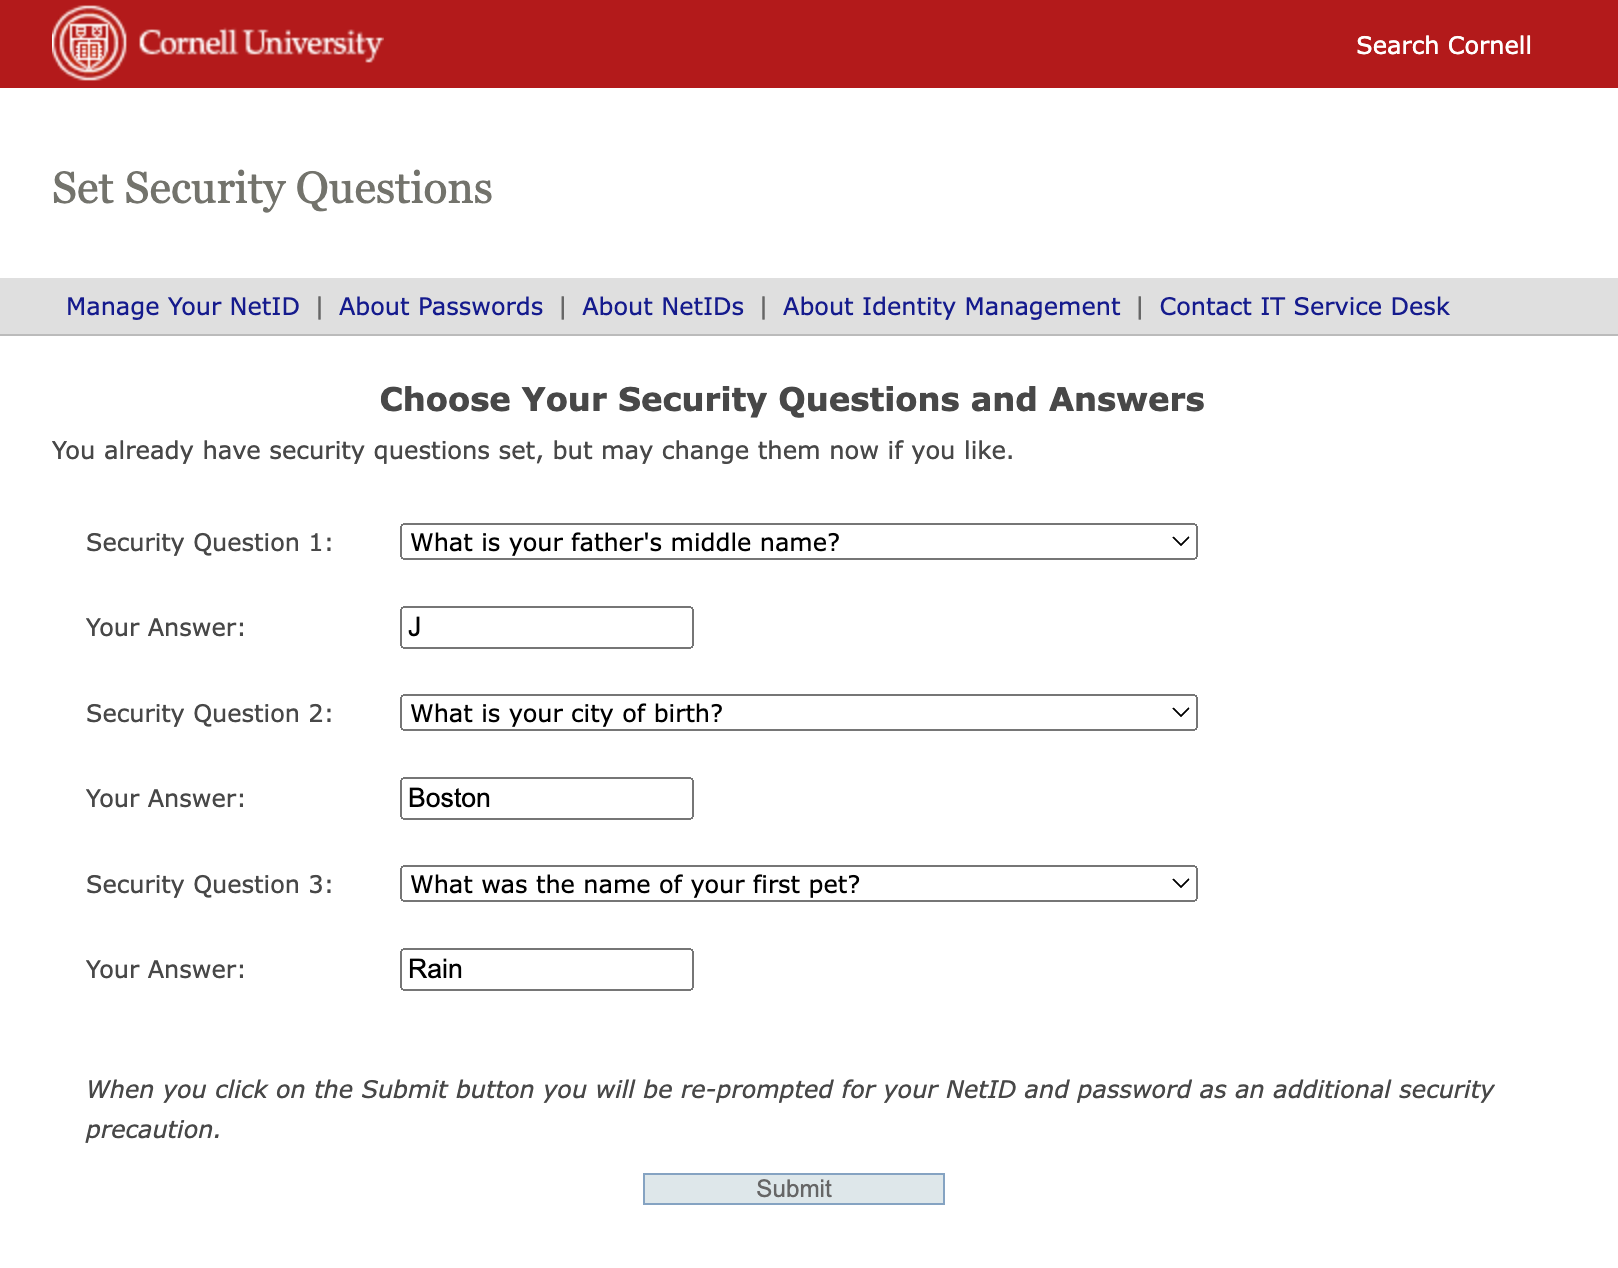 Cornell University
Search Cornell
Set Security Questions
Manage Your NetID | About Passwords | About NetIDs | About Identity Management | Contact IT Service Desk
Choose Your Security Questions and Answers
You already have security questions set, but may change them now if you like.
Security Question 1: What is your father's middle name?
Your Answer: J
Security Question 2: What is your city of birth?
Your Answer: Boston
Security Question 3: What was the name of your first pet?
Your Answer: Rain
When you click on the Submit button you will be re-prompted for your NetID and password as an additional security
precaution.
Submit